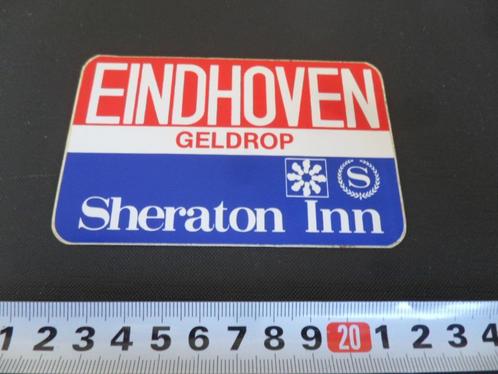 EINDHOVEN
GELDROP
S
Sheraton Inn
1 2 3 4 5 6 7 8 9 20 1 2 3 4